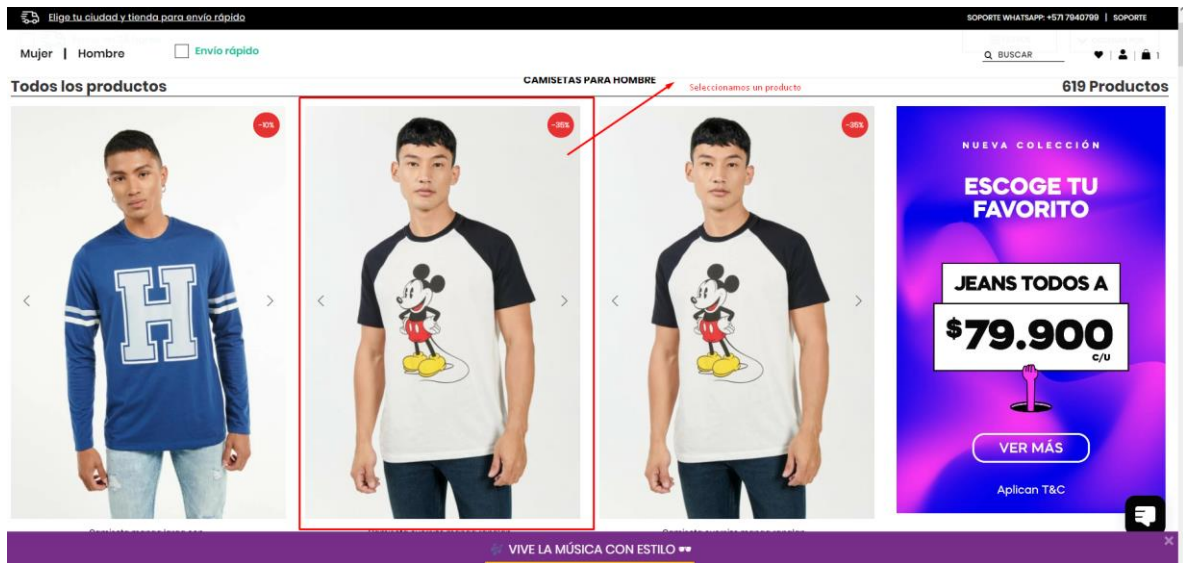 Elige tu ciudad y tienda para envío rápido
SOPORTE WHATSAPP: +571 7940799 | SOPORTE
Mujer | Hombre
Envío rápido
BUSCAR
1
Todos los productos
CAMISETAS PARA HOMBRE
Seleccionamos un producto
619 Productos
-10%
-35%
-35%
H
NUEVA COLECCIÓN
ESCOGE TU
FAVORITO
JEANS TODOS A
$79.900
C/U
VER MÁS
Aplican T&C
VIVE LA MÚSICA CON ESTILO